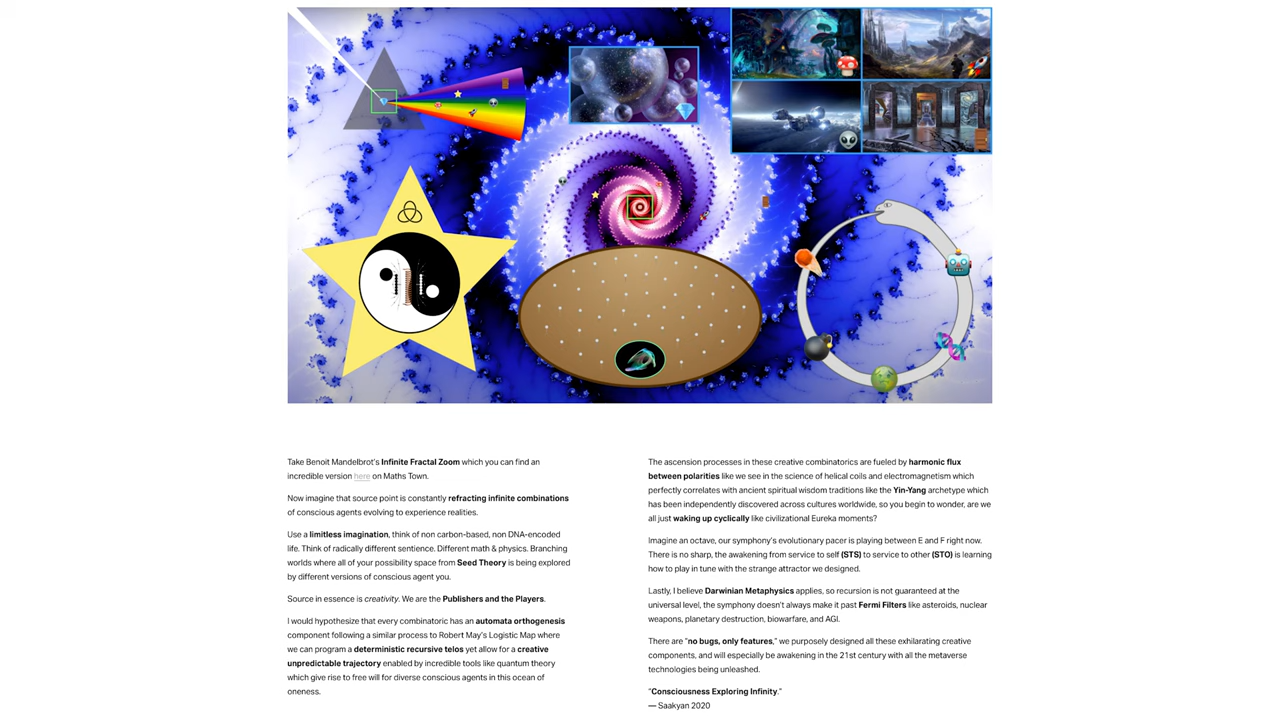 Take Benoit Mandelbrot's Infinite Fractal Zoom which you can find an
incredible version here on Maths Town.
Now imagine that source point is constantly refracting infinite combinations
of conscious agents evolving to experience realities.
Use a limitless imagination, think of non carbon-based, non DNA-encoded
life. Think of radically different sentience. Different math & physics. Branching
worlds where all of your possibility space from Seed Theory is being explored
by different versions of conscious agent you.
Source in essence is creativity. We are the Publishers and the Players.
I would hypothesize that every combinatoric has an automata orthogenesis
component following a similar process to Robert May's Logistic Map where
we can program a deterministic recursive telos yet allow for a creative
unpredictable trajectory enabled by incredible tools like quantum theory
which give rise to free will for diverse conscious agents in this ocean of
oneness.
The ascension processes in these creative combinatorics are fueled by harmonic flux
between polarities like we see in the science of helical coils and electromagnetism which
perfectly correlates with ancient spiritual wisdom traditions like the Yin-Yang archetype which
has been independently discovered across cultures worldwide, so you begin to wonder, are we
all just waking up cyclically like civilizational Eureka moments?
Imagine an octave, our symphony's evolutionary pacer is playing between E and F right now.
There is no sharp, the awakening from service to self (STS) to service to other (STO) is learning
how to play in tune with the strange attractor we designed.
Lastly, I believe Darwinian Metaphysics applies, so recursion is not guaranteed at the
universal level, the symphony doesn't always make it past Fermi Filters like asteroids, nuclear
weapons, planetary destruction, biowarfare, and AGI.
There are "no bugs, only features," we purposely designed all these exhilarating creative
components, and will especially be awakening in the 21st century with all the metaverse
technologies being unleashed.
"Consciousness Exploring Infinity."
— Saakyan 2020